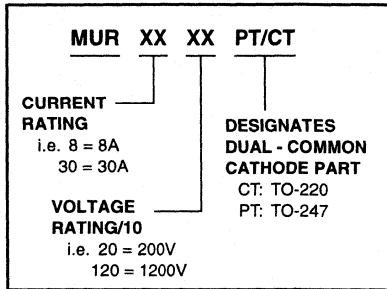 MUR XX XX PT/CT
CURRENT
RATING
i.e. 8 = 8A
30 = 30A
VOLTAGE
RATING/10
i.e. 20 = 200V
120 = 1200V
DESIGNATES
DUAL - COMMON
CATHODE PART
CT: TO-220
PT: TO-247